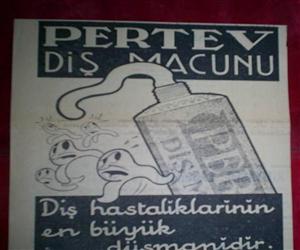 PERTEV
DİŞ MACUNU
Diş hastaliklarinin
en büyük
düşmanidir.